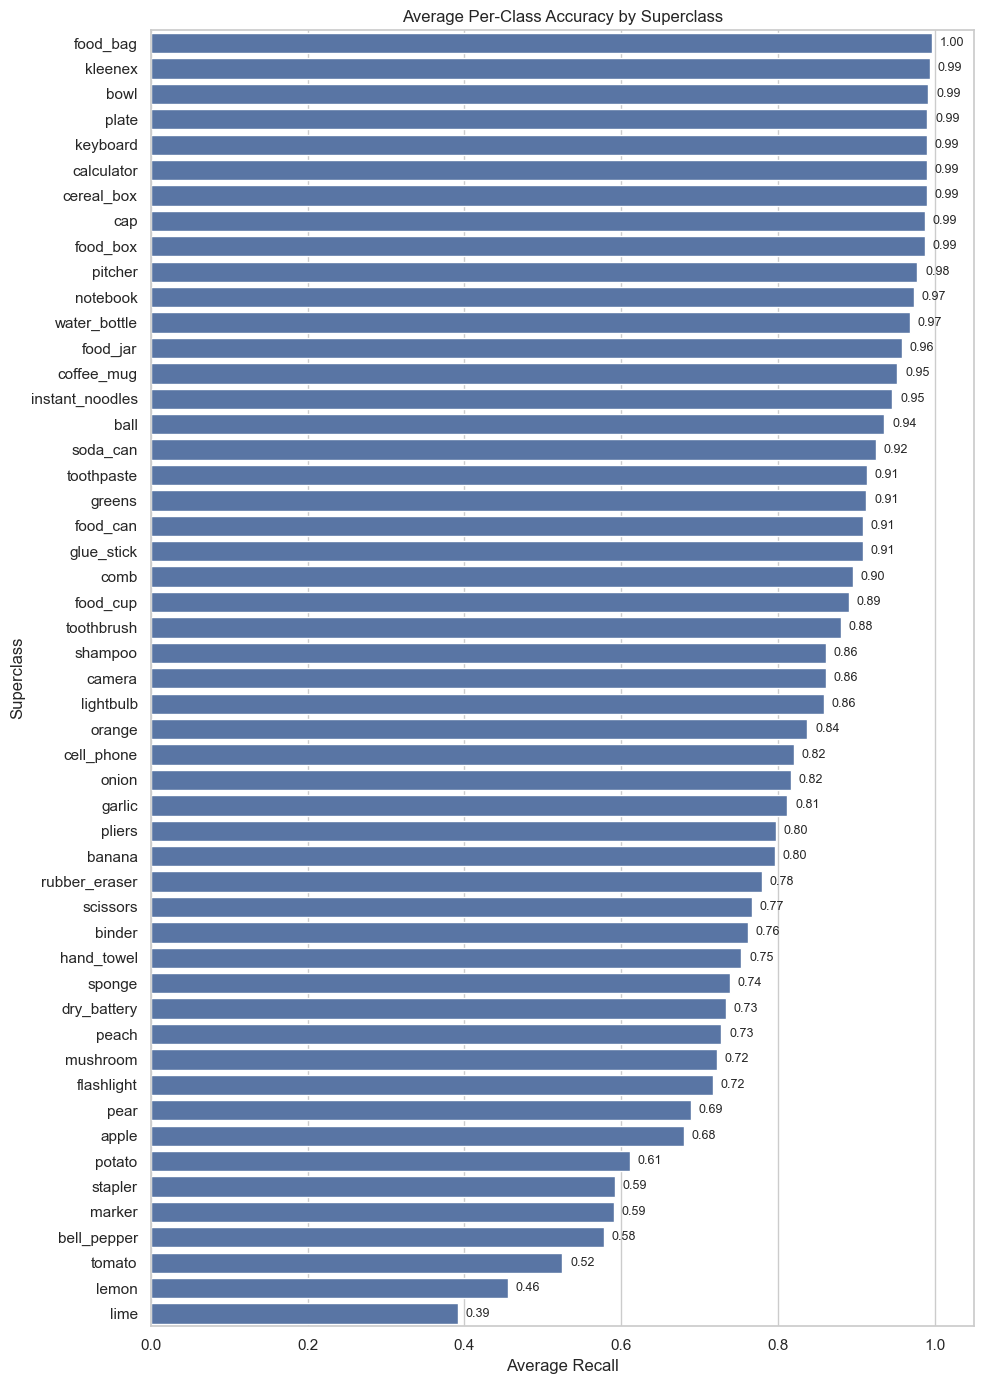 Average Per-Class Accuracy by Superclass
food_bag 1.00
kleenex 0.99
bowl 0.99
plate 0.99
keyboard 0.99
calculator 0.99
cereal_box 0.99
cap 0.99
food_box 0.99
pitcher 0.98
notebook 0.97
water_bottle 0.97
food_jar 0.96
coffee_mug 0.95
instant_noodles 0.95
ball 0.94
soda_can 0.92
toothpaste 0.91
greens 0.91
food_can 0.91
glue_stick 0.91
comb 0.90
food_cup 0.89
toothbrush 0.88
shampoo 0.86
camera 0.86
lightbulb 0.86
orange 0.84
cell_phone 0.82
onion 0.82
garlic 0.81
pliers 0.80
banana 0.80
rubber_eraser 0.78
scissors 0.77
binder 0.76
hand_towel 0.75
sponge 0.74
dry_battery 0.73
peach 0.73
mushroom 0.72
flashlight 0.72
pear 0.69
apple 0.68
potato 0.61
stapler 0.59
marker 0.59
bell_pepper 0.58
tomato 0.52
lemon 0.46
lime 0.39
Superclass
0.0 0.2 0.4 0.6 0.8 1.0
Average Recall